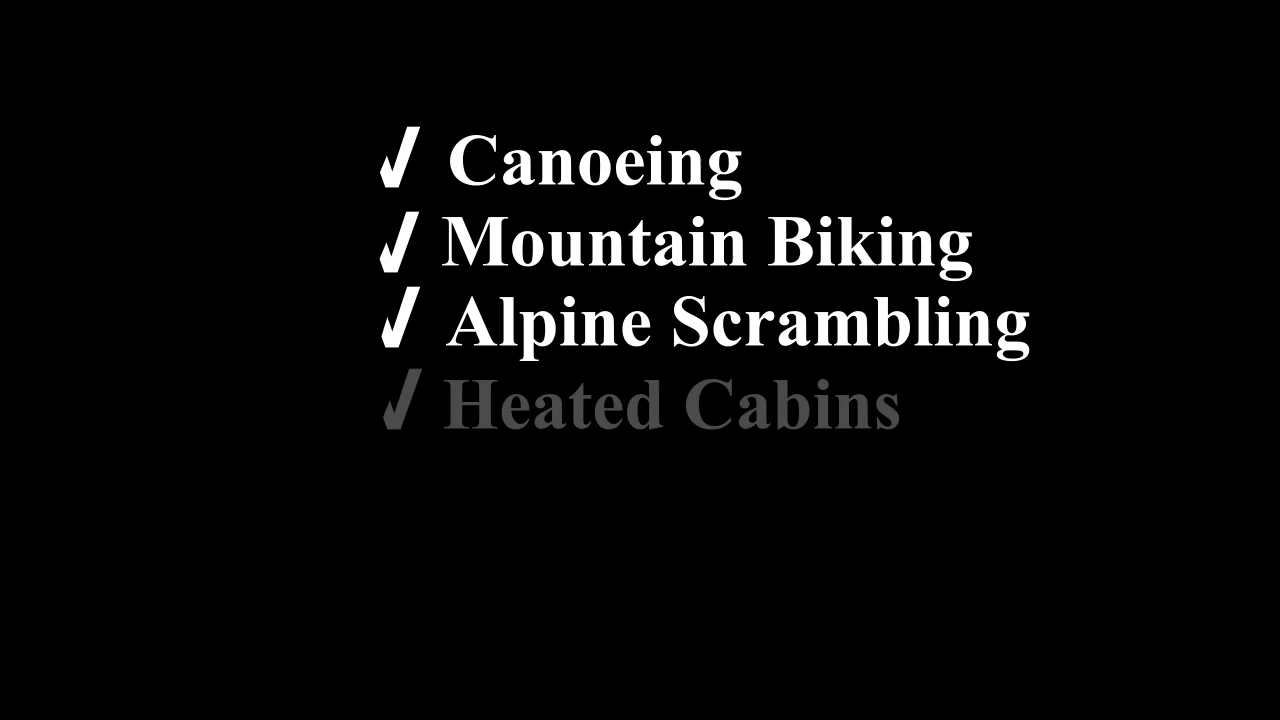 ✓ Canoeing
✓ Mountain Biking
✓ Alpine Scrambling
✓ Heated Cabins